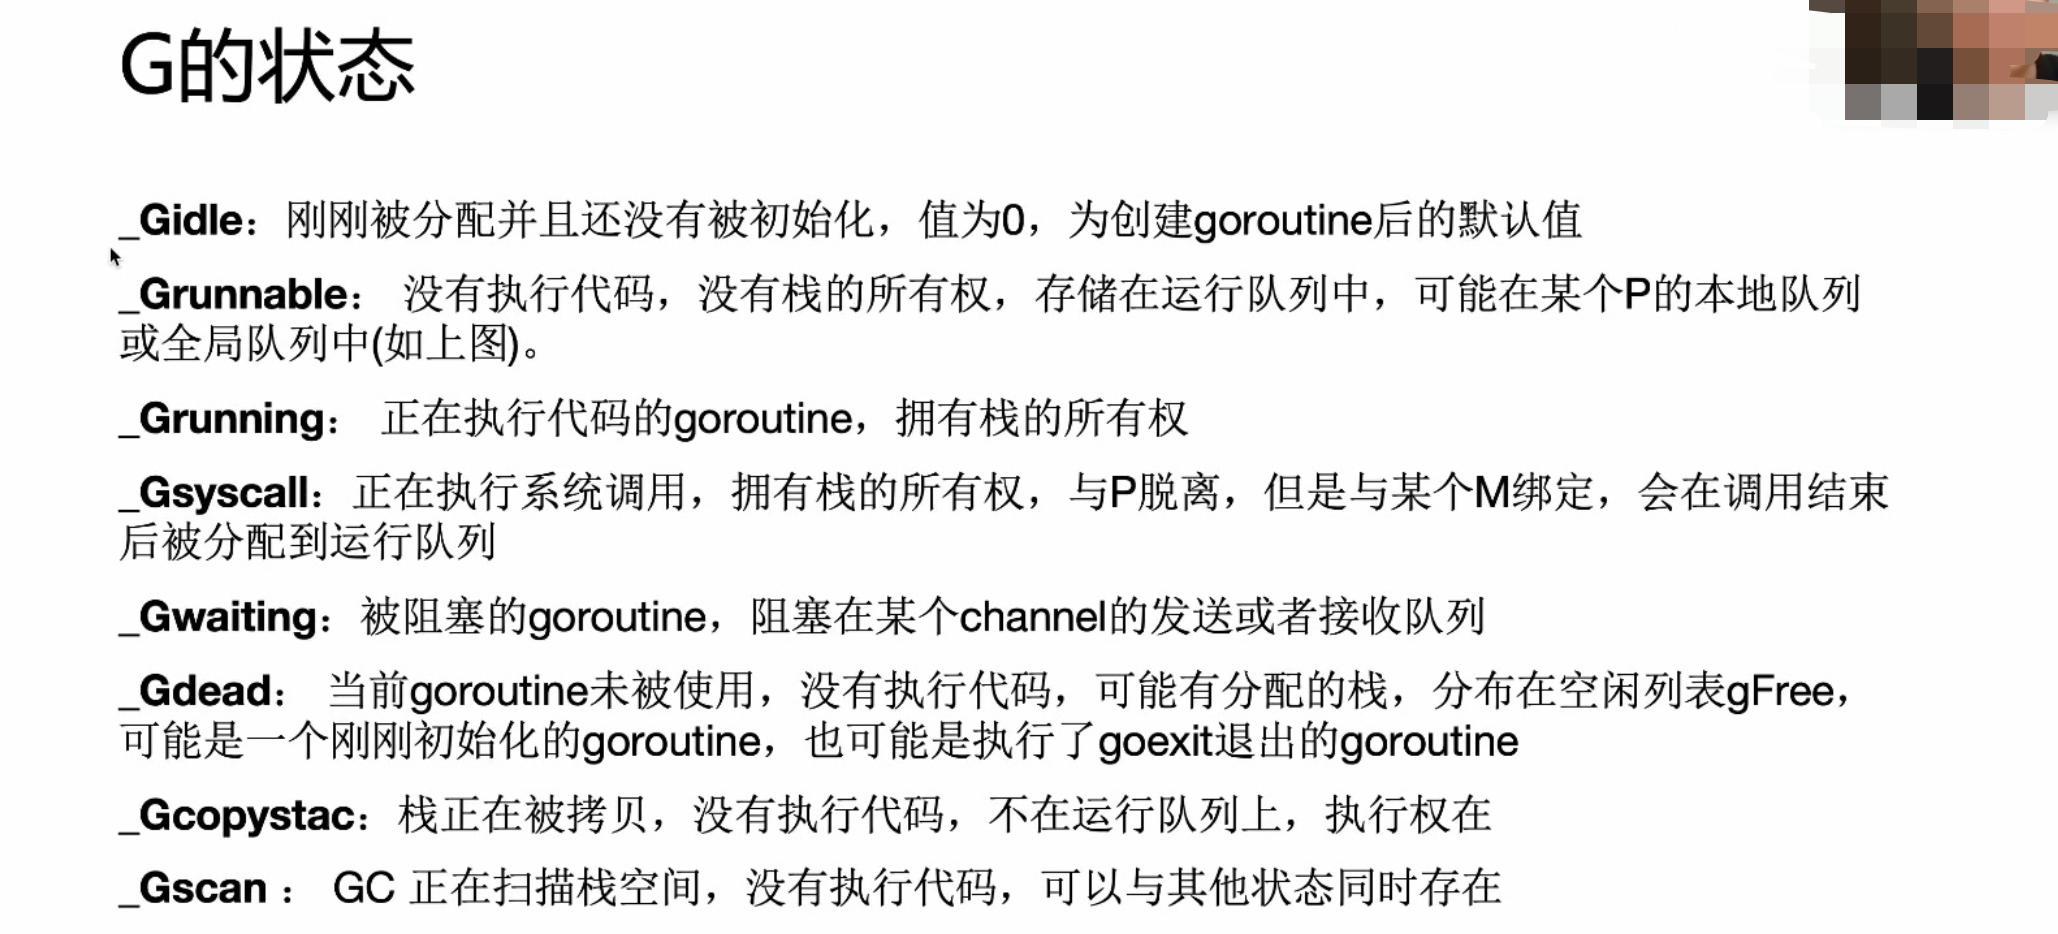 G的状态
_Gidle：刚刚被分配并且还没有被初始化，值为0，为创建goroutine后的默认值
_Grunnable： 没有执行代码，没有栈的所有权，存储在运行队列中，可能在某个P的本地队列
或全局队列中(如上图)。
_Grunning： 正在执行代码的goroutine，拥有栈的所有权
_Gsyscall：正在执行系统调用，拥有栈的所有权，与P脱离，但是与某个M绑定，会在调用结束
后被分配到运行队列
_Gwaiting：被阻塞的goroutine，阻塞在某个channel的发送或者接收队列
_Gdead： 当前goroutine未被使用，没有执行代码，可能有分配的栈，分布在空闲列表gFree，
可能是一个刚刚初始化的goroutine，也可能是执行了goexit退出的goroutine
_Gcopystac：栈正在被拷贝，没有执行代码，不在运行队列上，执行权在
_Gscan ： GC 正在扫描栈空间，没有执行代码，可以与其他状态同时存在